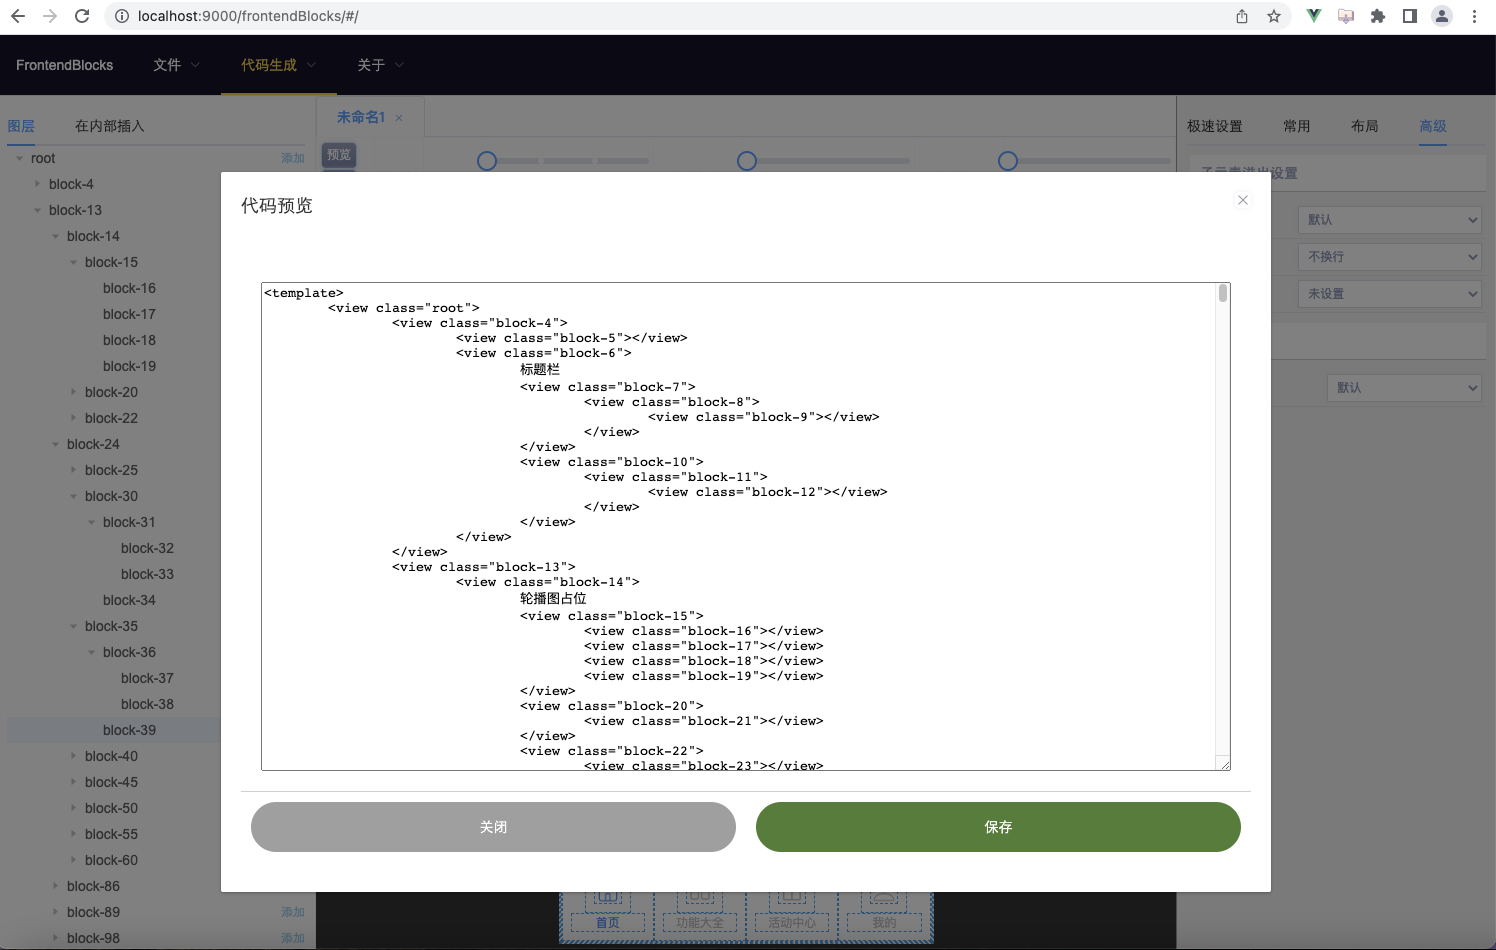 localhost:9000/frontendBlocks/#/
FrontendBlocks 文件 代码生成 关于
图层 在内部插入
root 添加
block-4
block-13
block-14
block-15
block-16
block-17
block-18
block-19
block-20
block-22
block-24
block-25
block-30
block-31
block-32
block-33
block-34
block-35
block-36
block-37
block-38
block-39
block-40
block-45
block-50
block-55
block-60
block-86
block-89 添加
block-98 添加
未命名1 ×
预览
极速设置 常用 布局 高级
子元素溢出设置
默认
不换行
未设置
默认
代码预览
<template>
<view class="root">
<view class="block-4">
<view class="block-5"></view>
<view class="block-6">
标题栏
<view class="block-7">
<view class="block-8">
<view class="block-9"></view>
</view>
</view>
<view class="block-10">
<view class="block-11">
<view class="block-12"></view>
</view>
</view>
</view>
</view>
<view class="block-13">
<view class="block-14">
轮播图占位
<view class="block-15">
<view class="block-16"></view>
<view class="block-17"></view>
<view class="block-18"></view>
<view class="block-19"></view>
</view>
<view class="block-20">
<view class="block-21"></view>
</view>
<view class="block-22">
<view class="block-23"></view>
关闭 保存
首页 功能大全 活动中心 我的